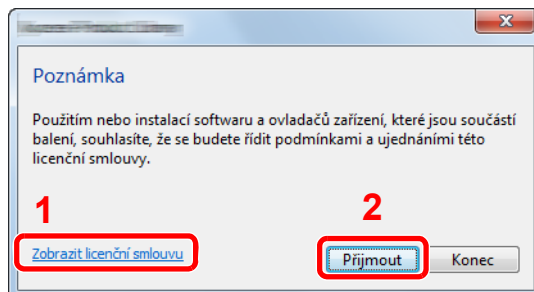 Poznámka
Použitím nebo instalací softwaru a ovladačů zařízení, které jsou součástí
balení, souhlasíte, že se budete řídit podmínkami a ujednáními této
licenční smlouvy.
1
2
Zobrazit licenční smlouvu
Přijmout
Konec